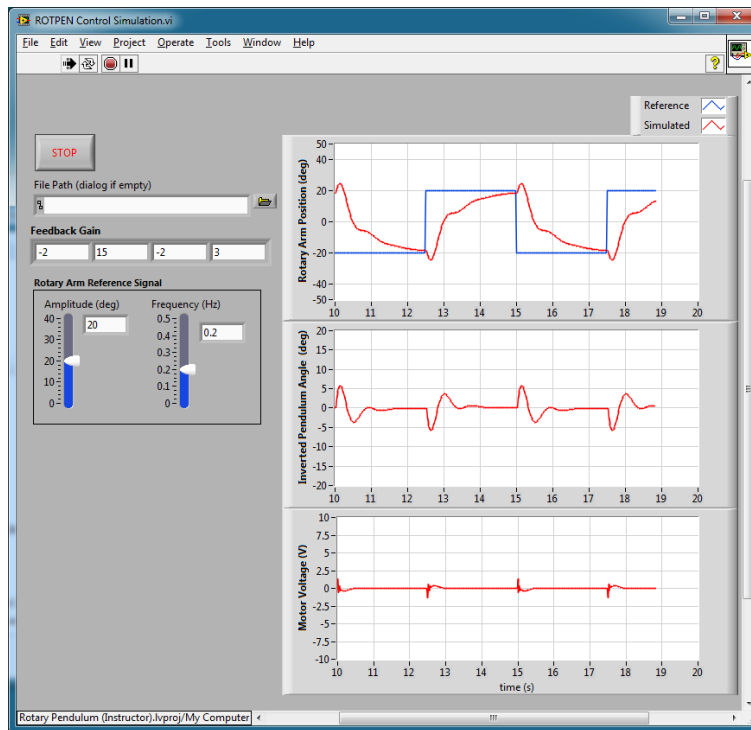 ROTPEN Control Simulation.vi
File Edit View Project Operate Tools Window Help
?
Reference
Simulated
STOP
File Path (dialog if empty)
Feedback Gain
-2 15 -2 3
Rotary Arm Reference Signal
Amplitude (deg) Frequency (Hz)
20
0.2
40
30
20
10
0
0.5
0.4
0.3
0.2
0.1
0
Rotary Arm Position (deg)
50
40
20
0
-20
-40
-50
10 11 12 13 14 15 16 17 18 19 20
Inverted Pendulum Angle (deg)
20
15
10
5
0
-5
-10
-15
-20
10 11 12 13 14 15 16 17 18 19 20
Motor Voltage (V)
10
7.5
5
2.5
0
-2.5
-5
-7.5
-10
10 11 12 13 14 15 16 17 18 19 20
time (s)
Rotary Pendulum (Instructor).lvproj/My Computer